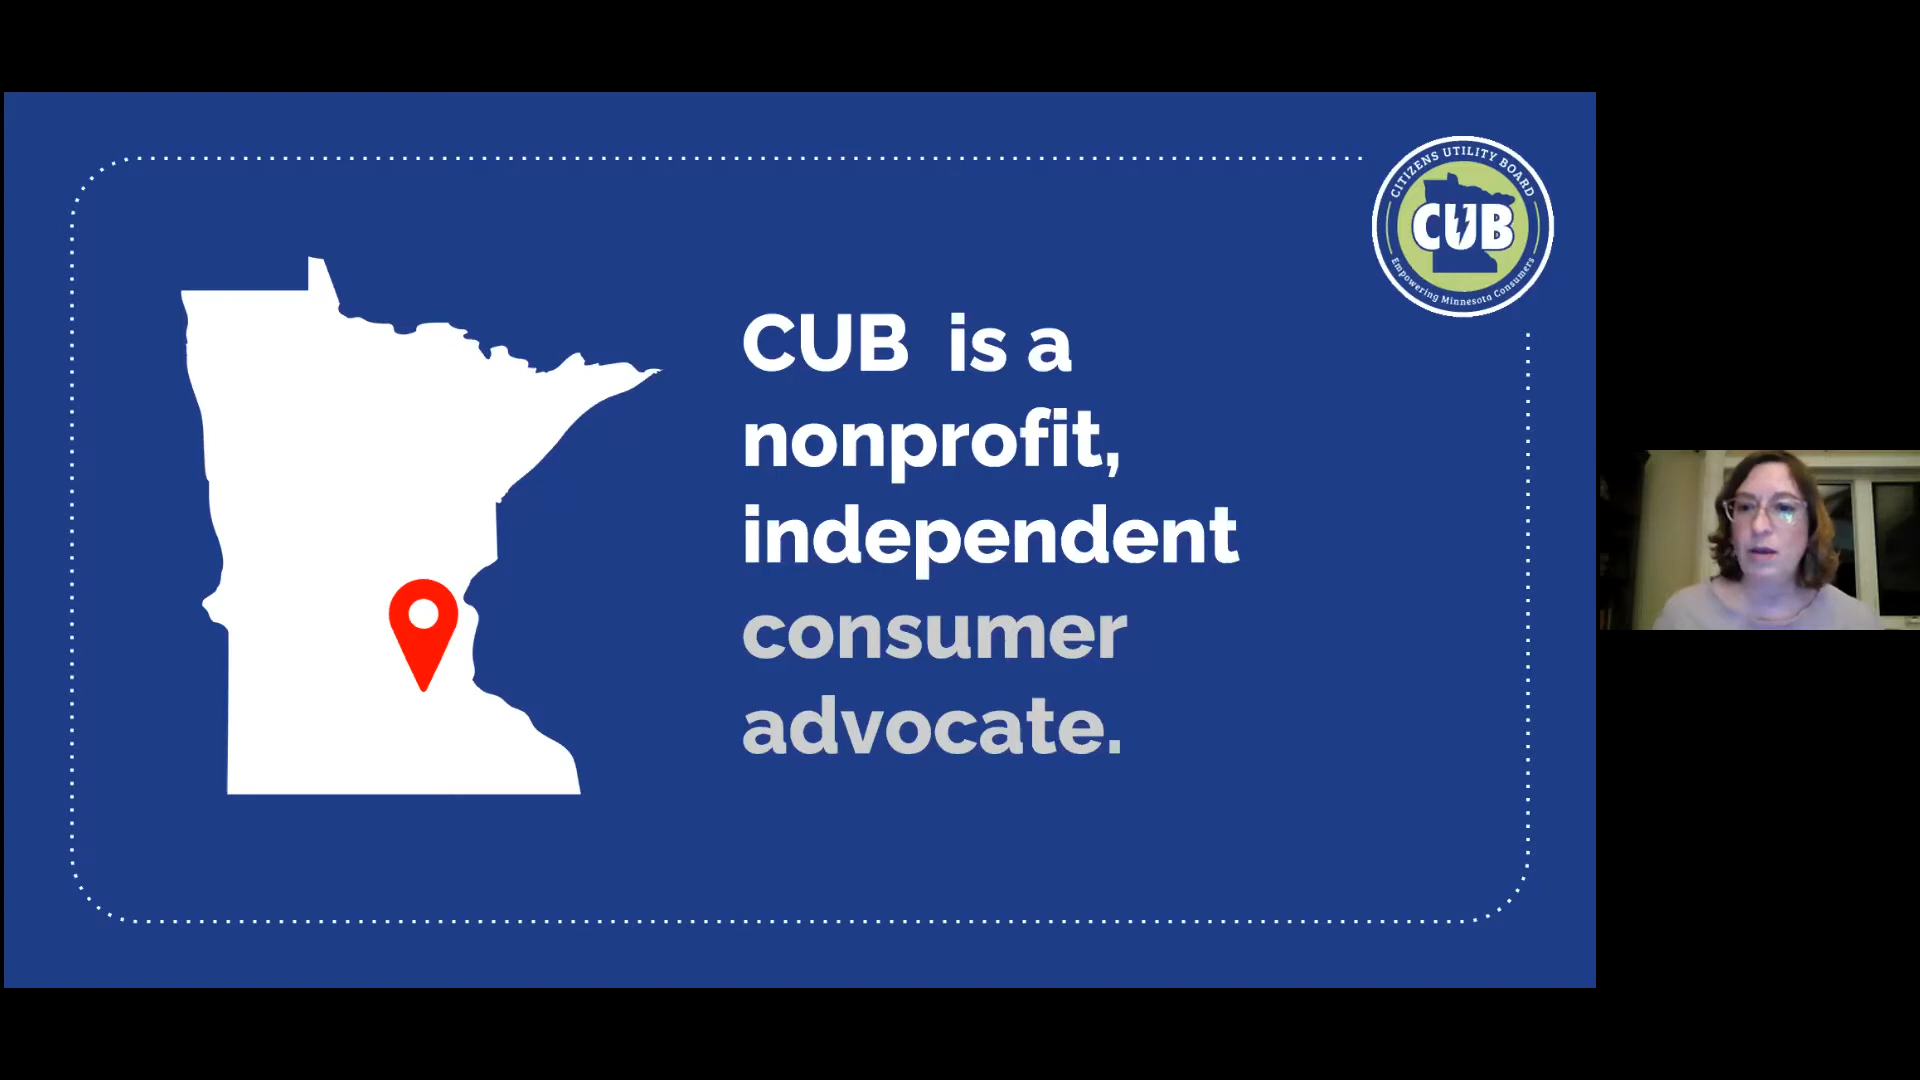 CITIZENS UTILITY BOARD
CUB
Empowering Minnesota Consumers
CUB is a
nonprofit,
independent
consumer
advocate.